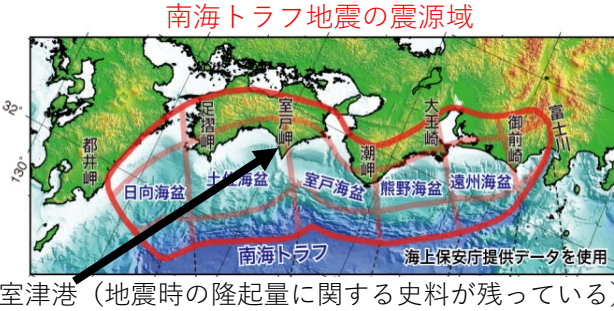 南海トラフ地震の震源域
32°
130°
都井岬
足摺岬
室戸岬
潮岬
大王崎
御前崎
富士川
日向海盆
土佐海盆
室戸海盆
熊野海盆
遠州海盆
南海トラフ
海上保安庁提供データを使用
室津港（地震時の隆起量に関する史料が残っている）